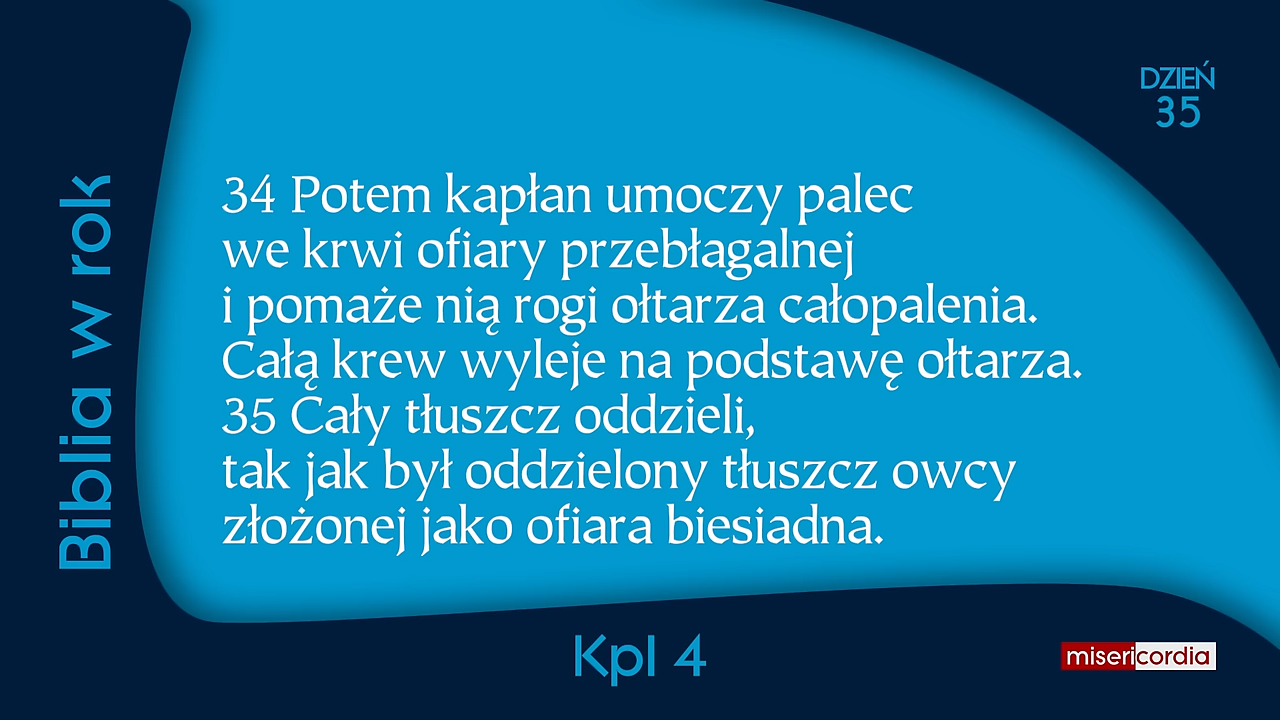 DZIEŃ
35
Biblia w rok
34 Potem kapłan umoczy palec
we krwi ofiary przebłagalnej
i pomaże nią rogi ołtarza całopalenia.
Całą krew wyleje na podstawę ołtarza.
35 Cały tłuszcz oddzieli,
tak jak był oddzielony tłuszcz owcy
złożonej jako ofiara biesiadna.
Kpl 4
misericordia